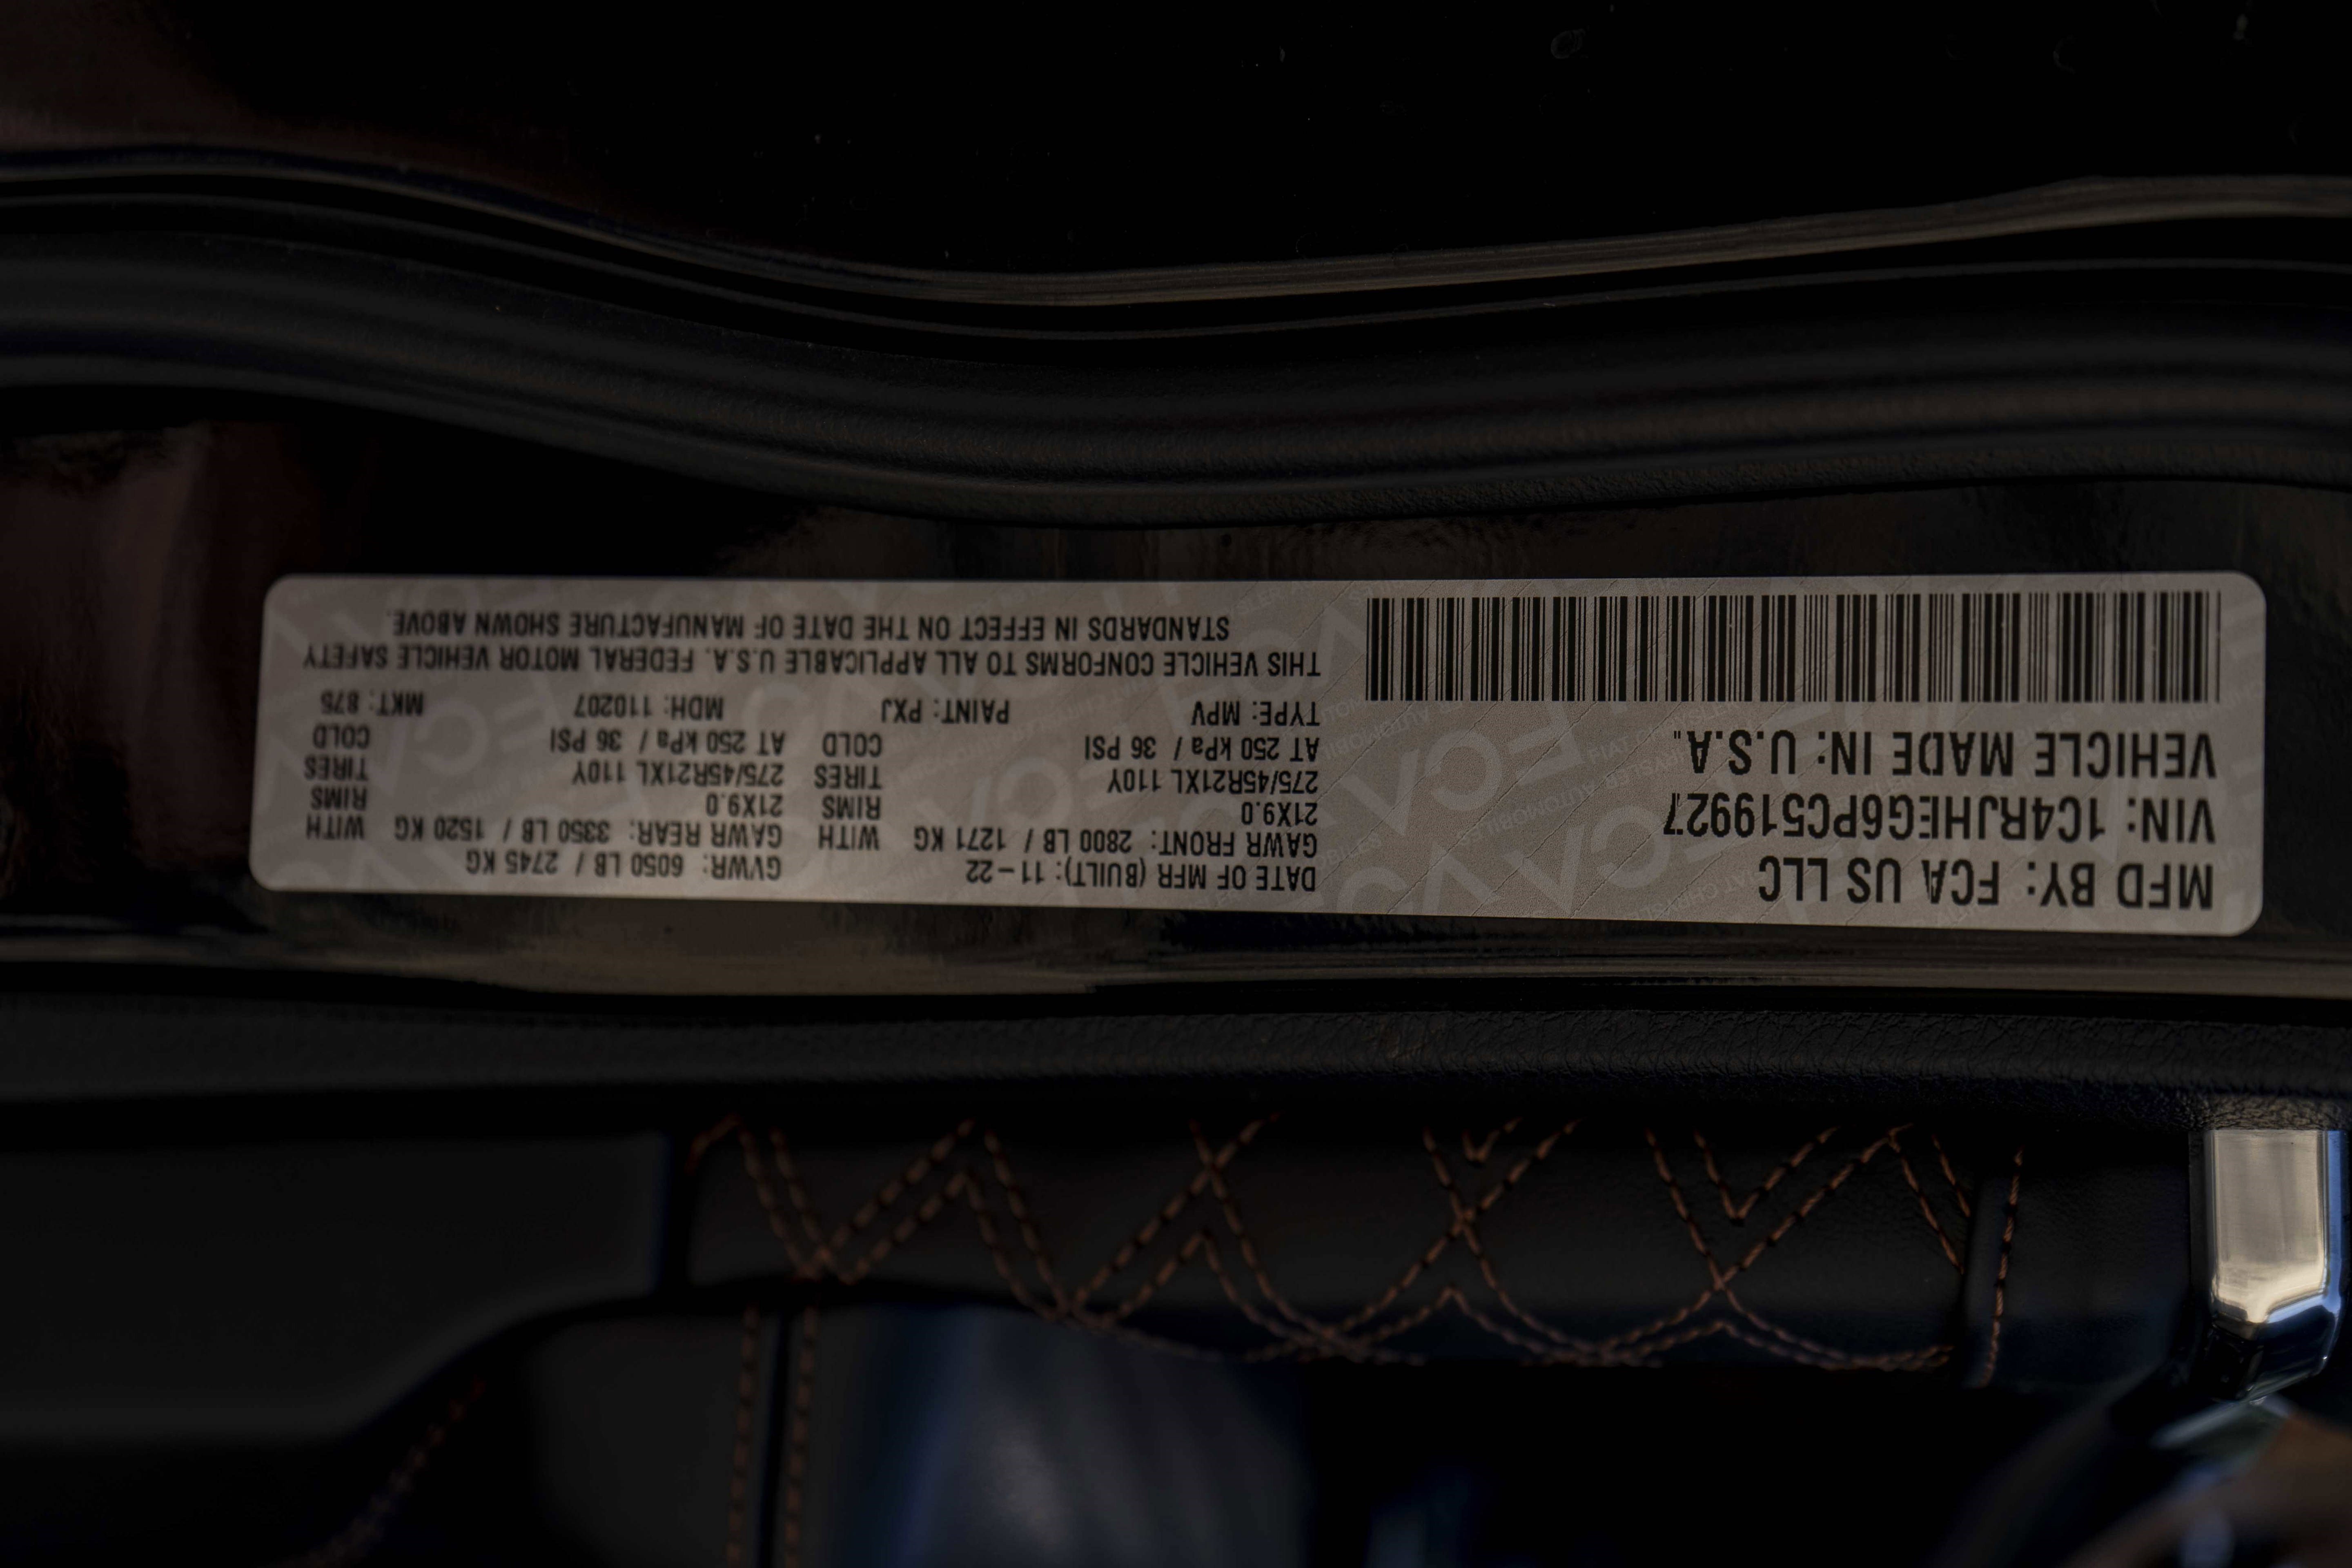 MFD BY: FCA US LLC
VIN: 1C4RJHEG6PC519927
VEHICLE MADE IN: U.S.A.
DATE OF MFR (BUILT): 11-22 GVWR: 6050 LB / 2745 KG
GAWR FRONT: 2800 LB / 1271 KG WITH GAWR REAR: 3350 LB / 1520 KG WITH
21X9.0 RIMS 21X9.0 RIMS
275/45R21XL 110Y TIRES 275/45R21XL 110Y TIRES
AT 250 kPa / 36 PSI COLD AT 250 kPa / 36 PSI COLD
TYPE: MPV PAINT: PXJ MDH: 110207 MKT: 875
THIS VEHICLE CONFORMS TO ALL APPLICABLE U.S.A. FEDERAL MOTOR VEHICLE SAFETY
STANDARDS IN EFFECT ON THE DATE OF MANUFACTURE SHOWN ABOVE.